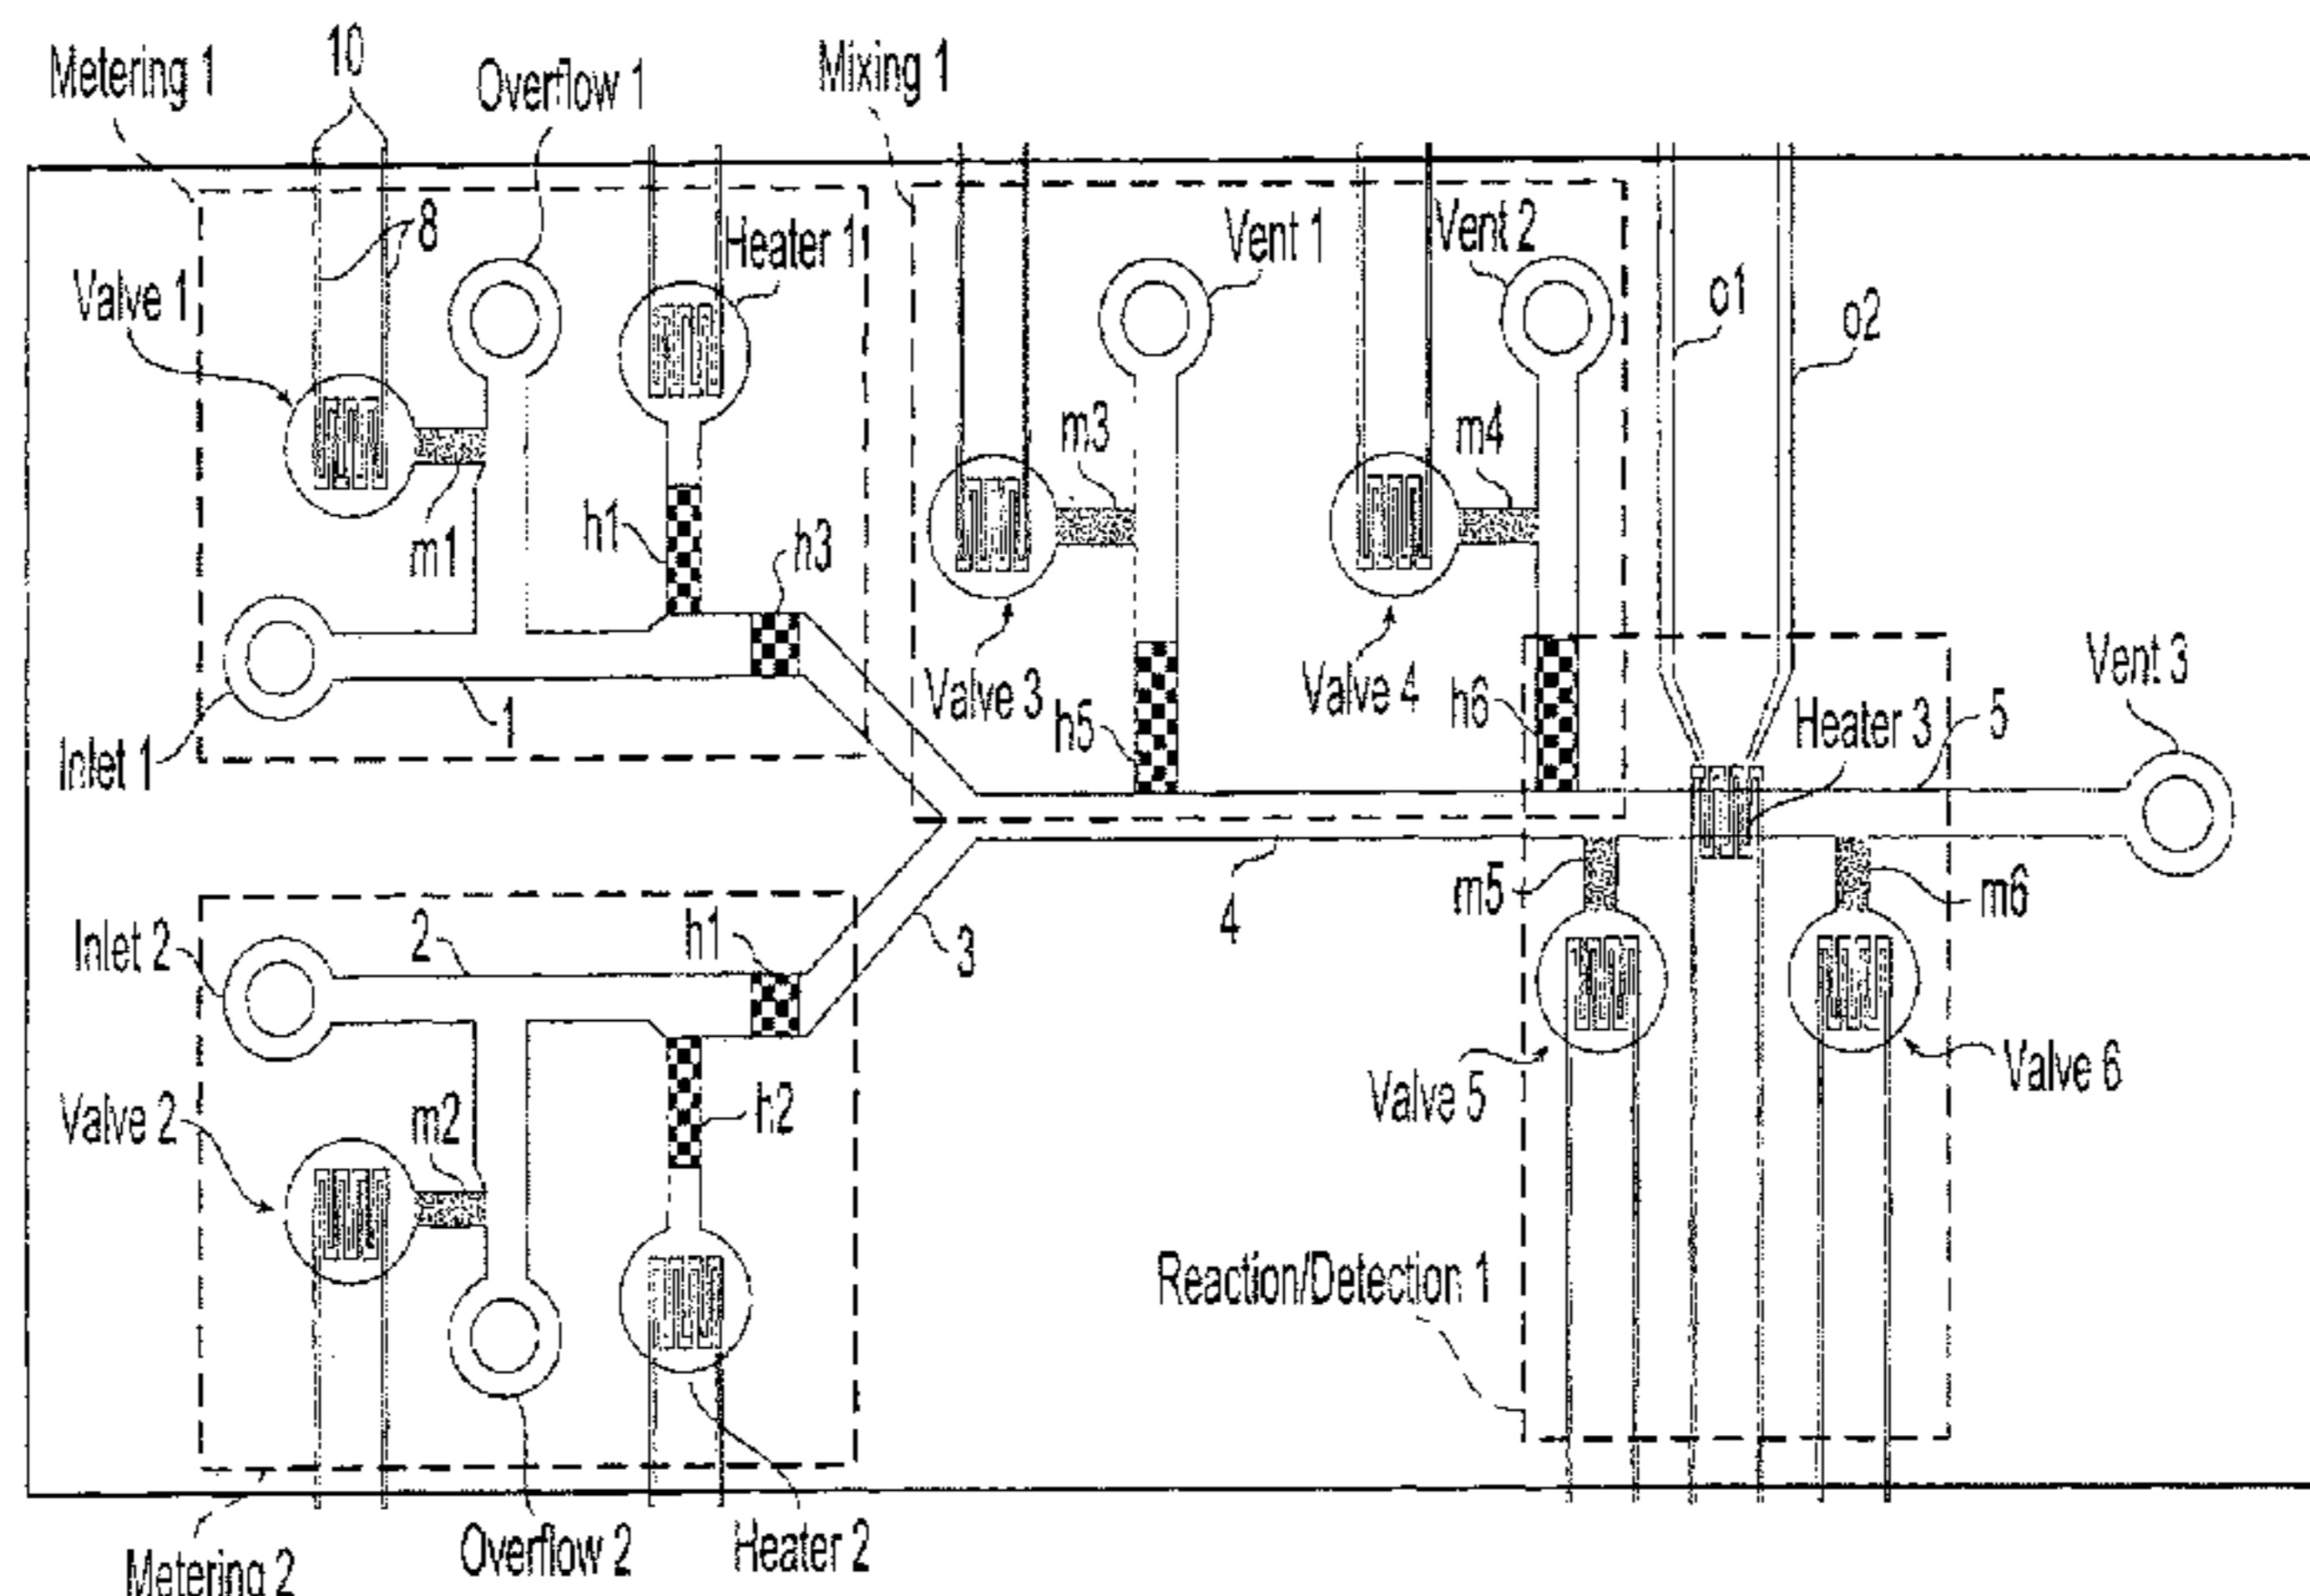 Metering 1
10
Overflow 1
Mixing 1
8
Heater 1
Vent 1
Vent 2
Valve 1
o1
o2
m3
m4
h1
h3
m1
Valve 3
Valve 4
h5
h6
Heater 3
5
Vent 3
Inlet 1
1
Inlet 2
2
h1
3
4
m5
m6
Valve 2
m2
h2
Valve 5
Valve 6
Reaction/Detection 1
Metering 2
Overflow 2
Heater 2